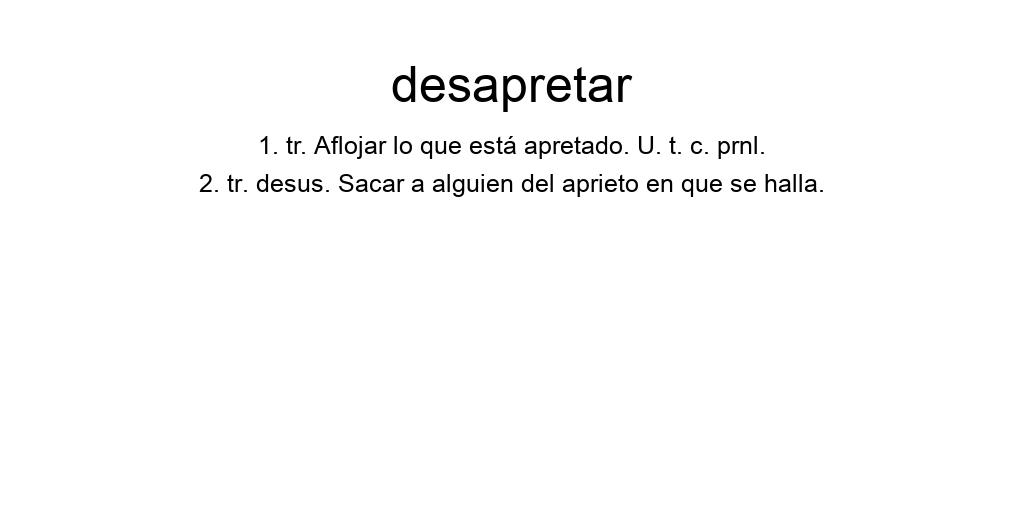 desapretar
1. tr. Aflojar lo que está apretado. U. t. c. prnl.
2. tr. desus. Sacar a alguien del aprieto en que se halla.